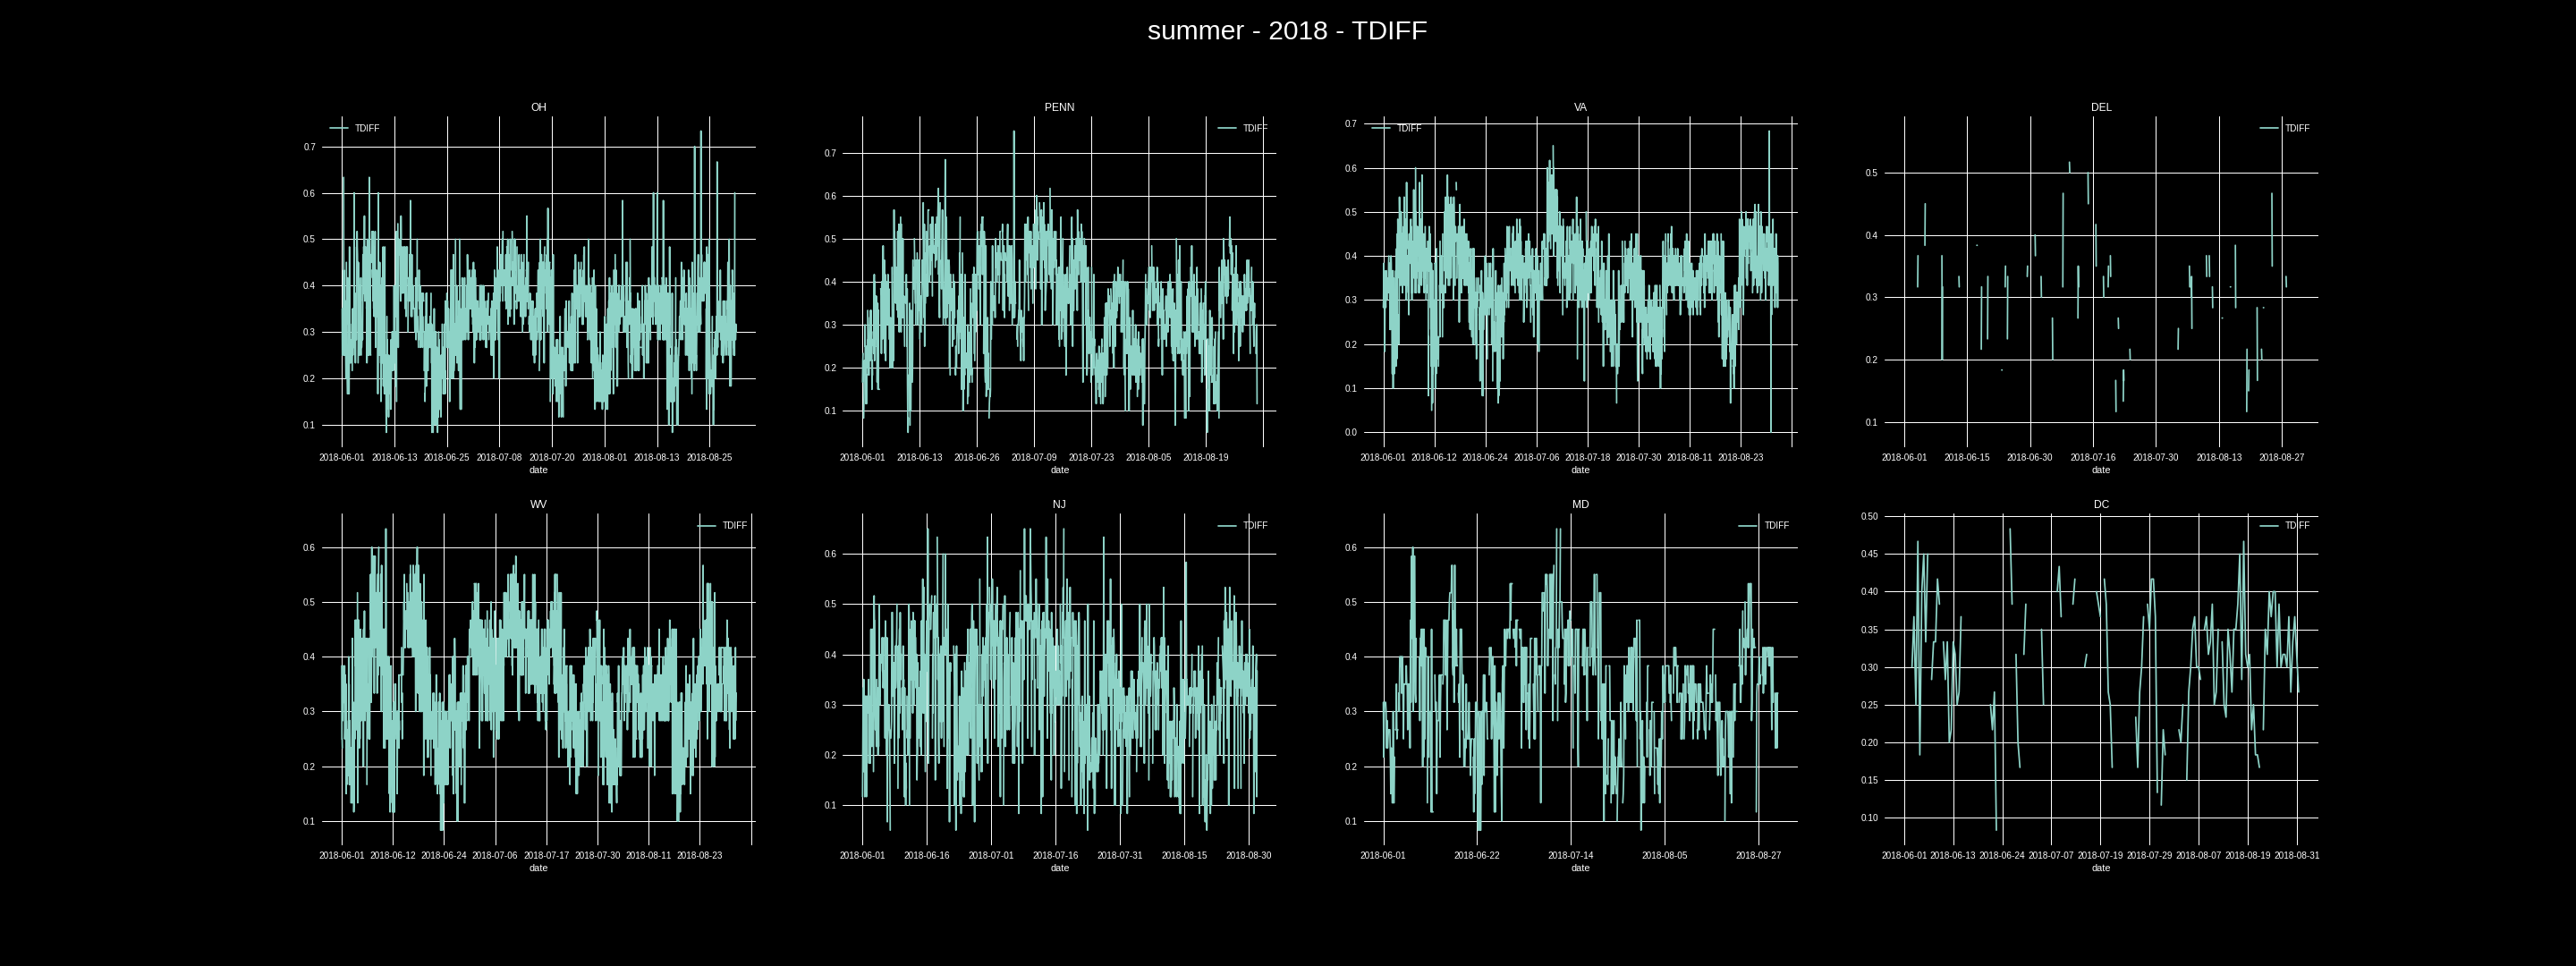 summer - 2018 - TDIFF
OH
TDIFF
0.7
0.6
0.5
0.4
0.3
0.2
0.1
2018-06-01 2018-06-13 2018-06-25 2018-07-08 2018-07-20 2018-08-01 2018-08-13 2018-08-25
date
PENN
TDIFF
0.7
0.6
0.5
0.4
0.3
0.2
0.1
2018-06-01 2018-06-13 2018-06-26 2018-07-09 2018-07-23 2018-08-05 2018-08-19
date
VA
TDIFF
0.7
0.6
0.5
0.4
0.3
0.2
0.1
0.0
2018-06-01 2018-06-12 2018-06-24 2018-07-06 2018-07-18 2018-07-30 2018-08-11 2018-08-23
date
DEL
TDIFF
0.5
0.4
0.3
0.2
0.1
2018-06-01 2018-06-15 2018-06-30 2018-07-16 2018-07-30 2018-08-13 2018-08-27
date
WV
TDIFF
0.6
0.5
0.4
0.3
0.2
0.1
2018-06-01 2018-06-12 2018-06-24 2018-07-06 2018-07-17 2018-07-30 2018-08-11 2018-08-23
date
NJ
TDIFF
0.6
0.5
0.4
0.3
0.2
0.1
2018-06-01 2018-06-16 2018-07-01 2018-07-16 2018-07-31 2018-08-15 2018-08-30
date
MD
TDIFF
0.6
0.5
0.4
0.3
0.2
0.1
2018-06-01 2018-06-22 2018-07-14 2018-08-05 2018-08-27
date
DC
TDIFF
0.50
0.45
0.40
0.35
0.30
0.25
0.20
0.15
0.10
2018-06-01 2018-06-13 2018-06-24 2018-07-07 2018-07-19 2018-07-29 2018-08-07 2018-08-19 2018-08-31
date